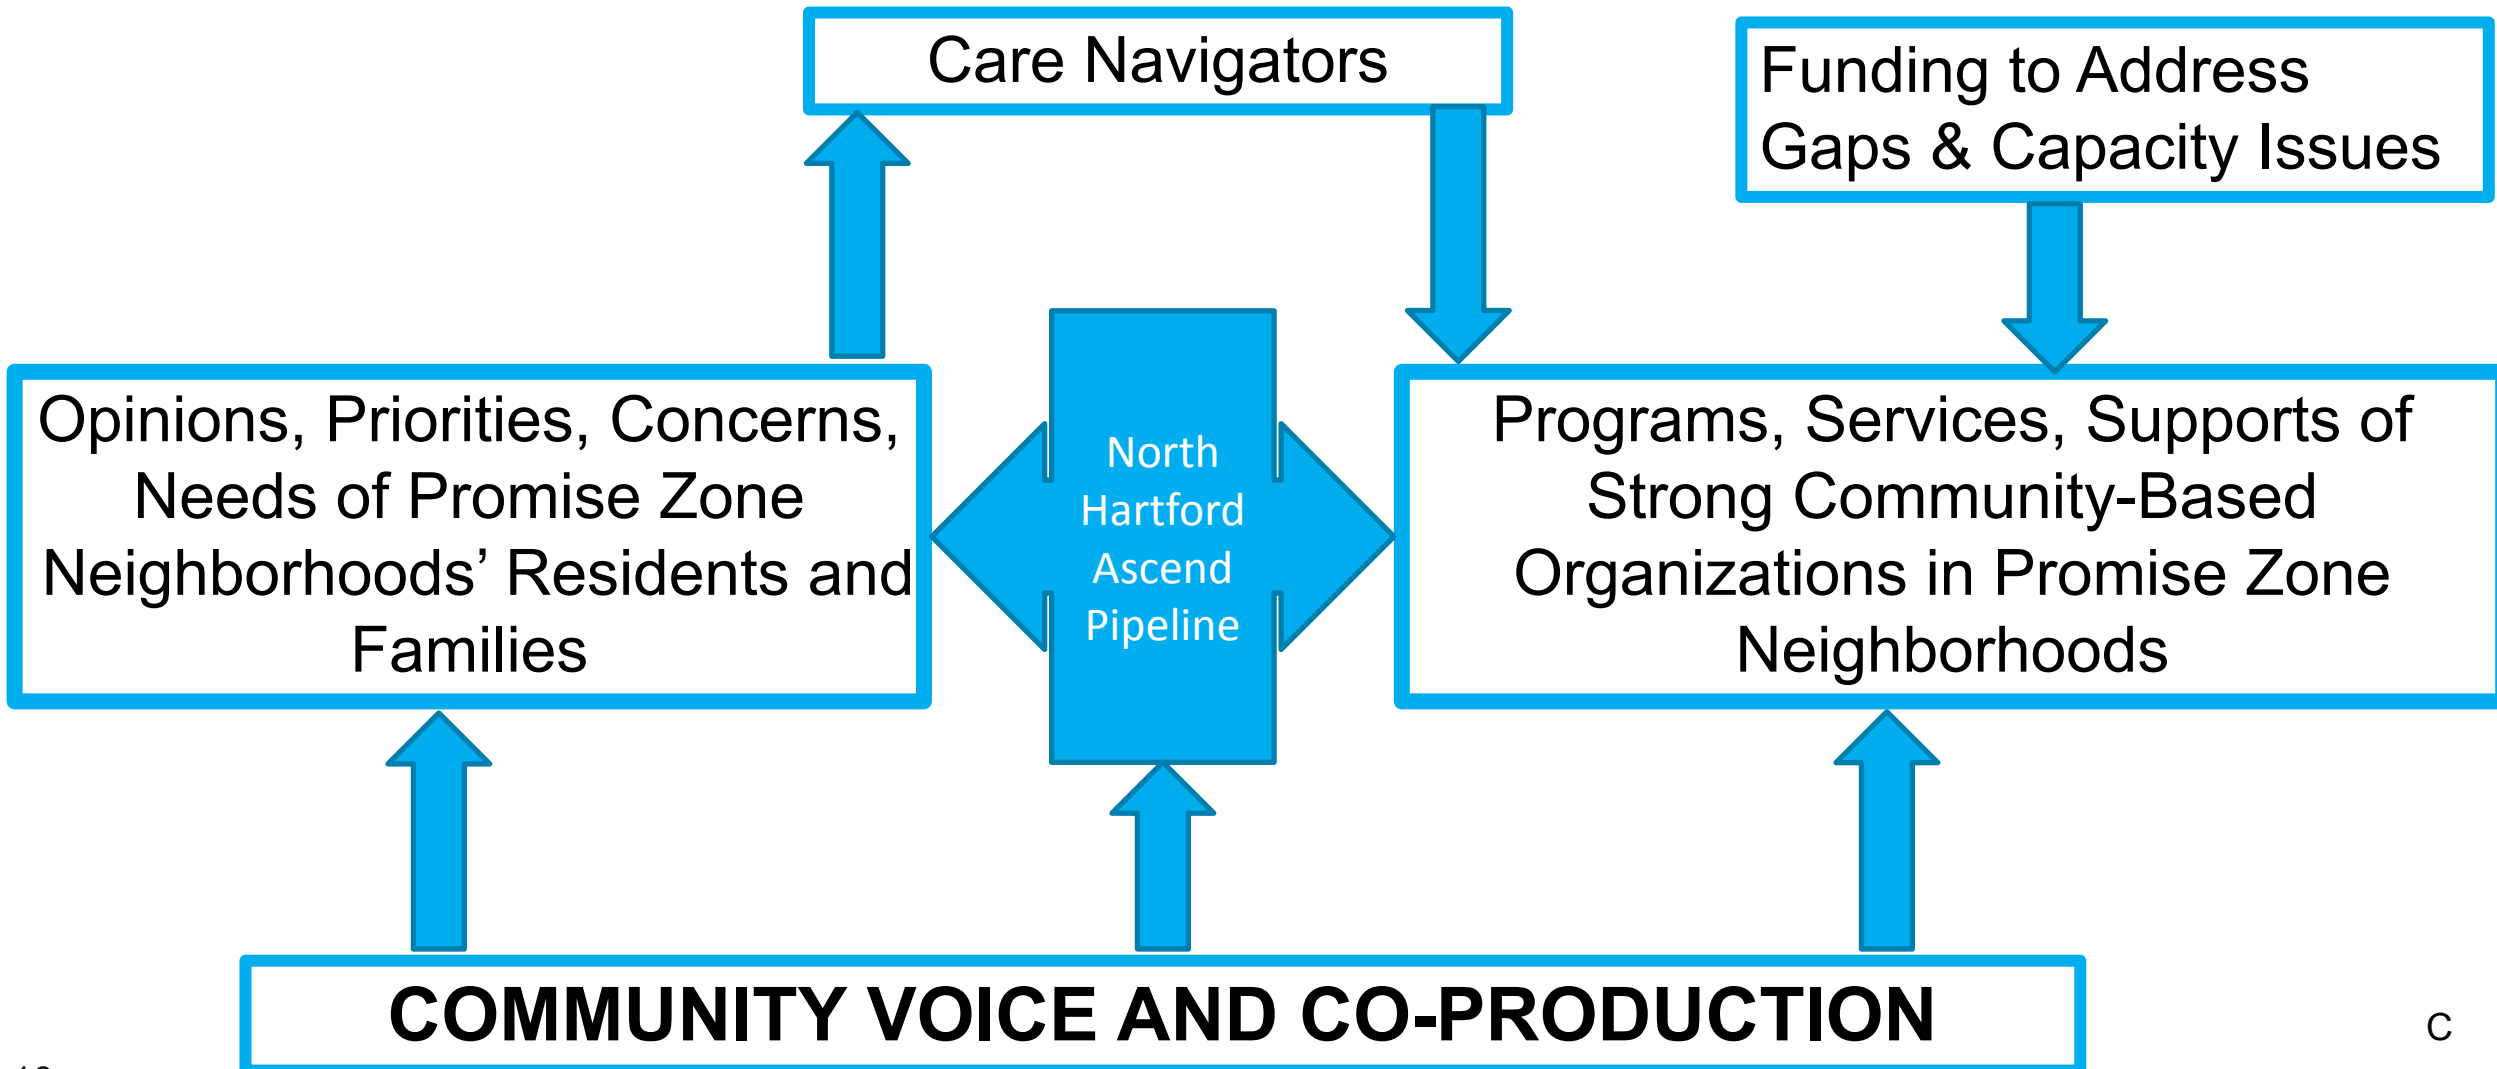 Care Navigators
Funding to Address
Gaps & Capacity Issues
Opinions, Priorities, Concerns,
Needs of Promise Zone
Neighborhoods’ Residents and
Families
North
Hartford
Ascend
Pipeline
Programs, Services, Supports of
Strong Community-Based
Organizations in Promise Zone
Neighborhoods
COMMUNITY VOICE AND CO-PRODUCTION
C